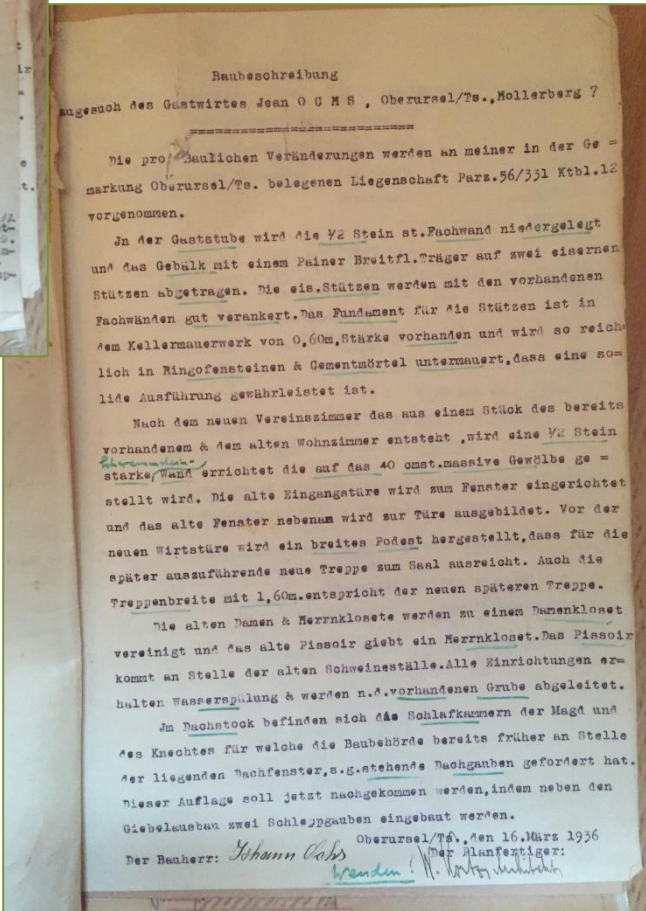 Baubeschreibung
augesuch des Gastwirtes Jean O C H S , Oberursel/Ts.,Hollerberg 7
==========================
Die pro Baulichen Veränderungen werden an meiner in der Ge =
markung Oberursel/Ts. belegenen Liegenschaft Parz.56/331 Ktbl.12
vorgenommen.
Jn der Gaststube wird die ½ Stein st.Fachwand niedergelegt
und das Gebälk mit einem Painer Breitfl.Träger auf zwei eisernen
Stützen abgetragen. Die eis.Stützen werden mit den vorhandenen
Fachwänden gut verankert.Das Fundament für die Stützen ist in
dem Kellermauerwerk von 0,60m,Stärke vorhanden und wird so reich-
lich in Ringofensteinen & Cementmörtel untermauert,dass eine so=
lide Ausführung gewährleistet ist.
Nach dem neuen Vereinszimmer das aus einem Stück des bereits
vorhandenem & dem alten Wohnzimmer entsteht ,wird eine ½ Stein
starke, Wand errichtet die auf das 40 cmst.massive Gewölbe ge =
stellt wird. Die alte Eingangstüre wird zum Fenster eingerichtet
und das alte Fenster nebenan wird zur Türe ausgebildet. Vor der
neuen Wirtstüre wird ein breites Podest hergestellt,dass für die
später auszuführende neue Treppe zum Saal ausreicht. Auch die
Treppenbreite mit 1,60m.entspricht der neuen späteren Treppe.
Die alten Damen & Herrnklosete werden zu einem Damenkloset
vereinigt und das alte Pissoir giebt ein Herrnkloset.Das Pissoir
kommt an Stelle der alten Schweineställe.Alle Einrichtungen er=
halten Wasserspülung & werden n.d.vorhandenen Grube abgeleitet.
Jm Dachstock befinden sich die Schlafkammern der Magd und
des Knechtes für welche die Baubehörde bereits früher an Stelle
der liegenden Dachfenster,s.g.stehende Dachgauben gefordert hat.
Dieser Auflage soll jetzt nachgekommen werden,indem neben den
Giebelausbau zwei Schleppgauben eingebaut werden.
Oberursel/Ts.,den 16.März 1936
Der Bauherr: Johann Ochs Der Planfertiger:
Wenden!